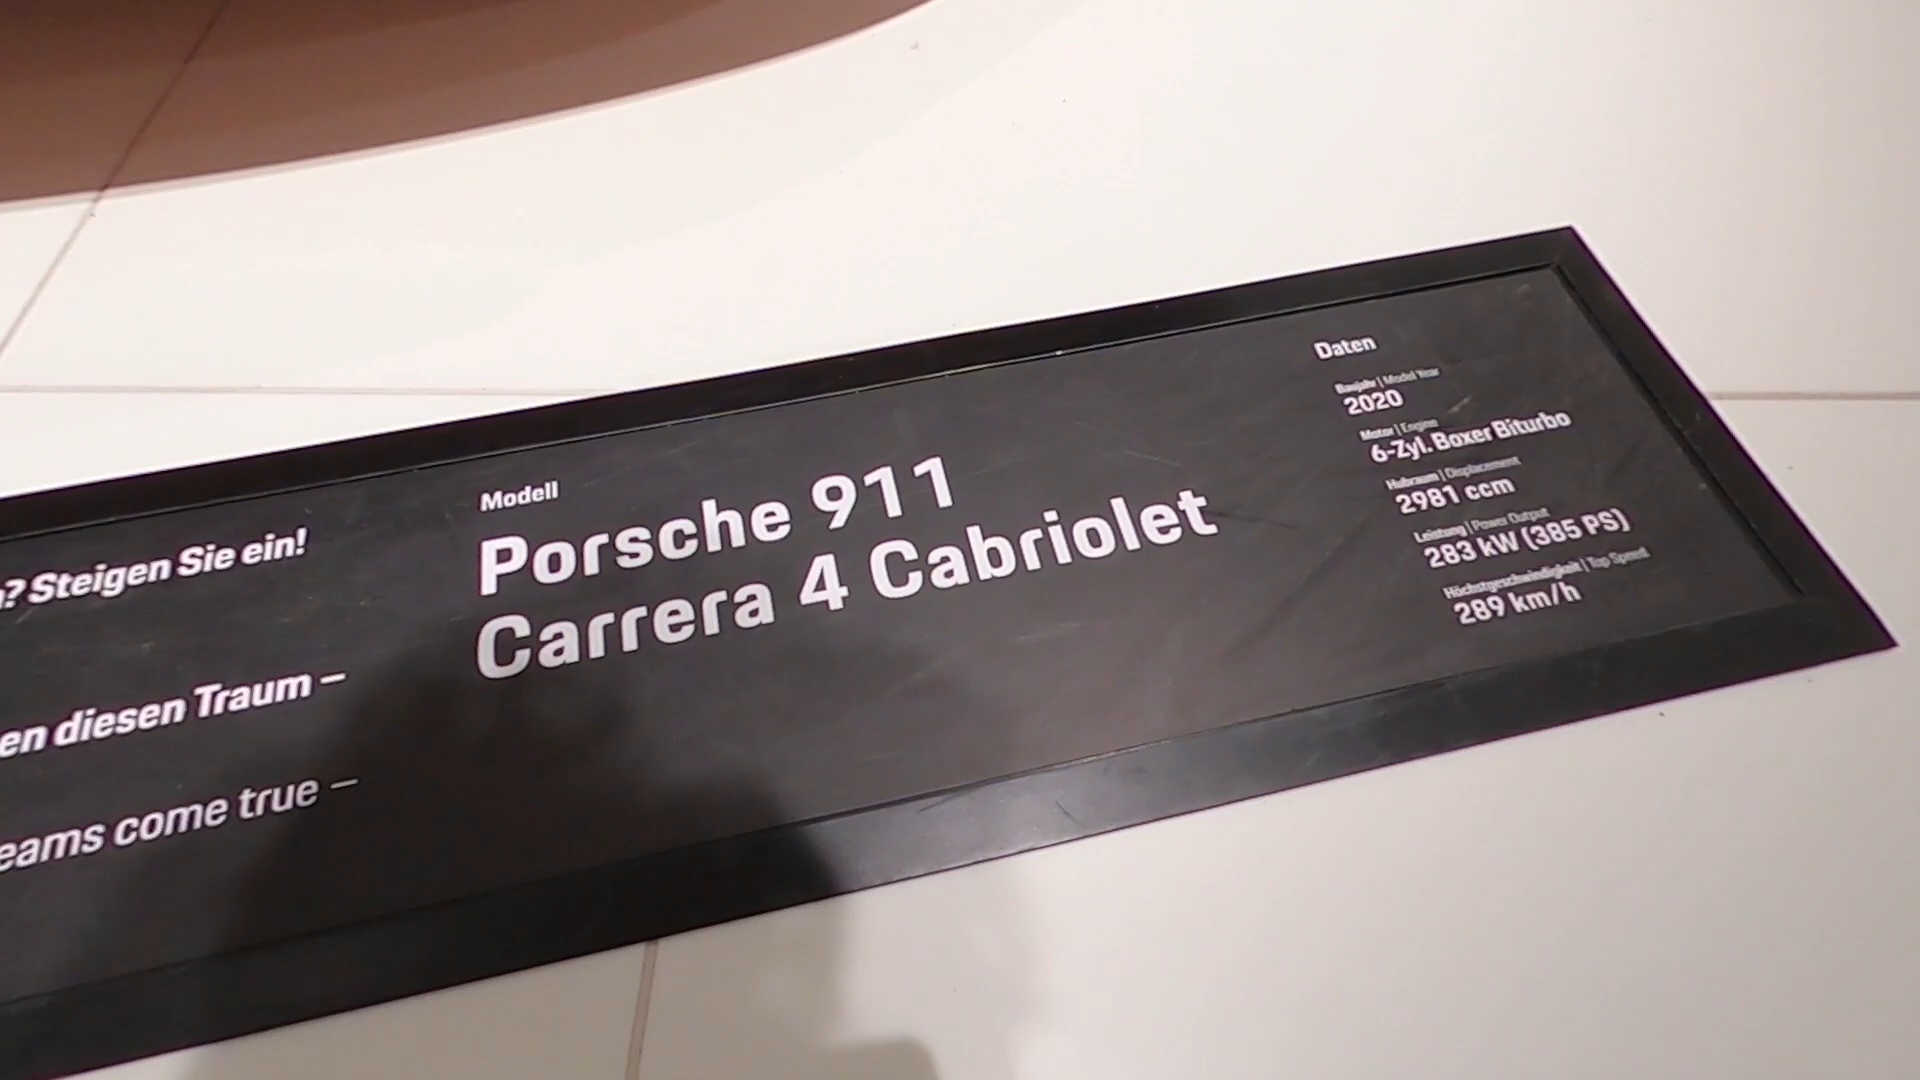 ? Steigen Sie ein!
en diesen Traum –
eams come true –
Modell
Porsche 911
Carrera 4 Cabriolet
Daten
Baujahr | Model Year
2020
Motor | Engine
6-Zyl. Boxer Biturbo
Hubraum | Displacement
2981 ccm
Leistung | Power Output
283 kW (385 PS)
Höchstgeschwindigkeit | Top Speed
289 km/h